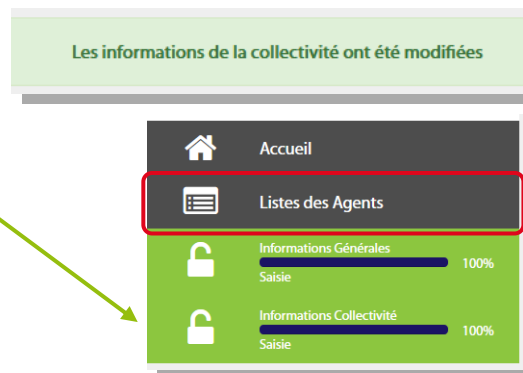 Les informations de la collectivité ont été modifiées
Accueil
Listes des Agents
Informations Générales
100%
Saisie
Informations Collectivité
100%
Saisie